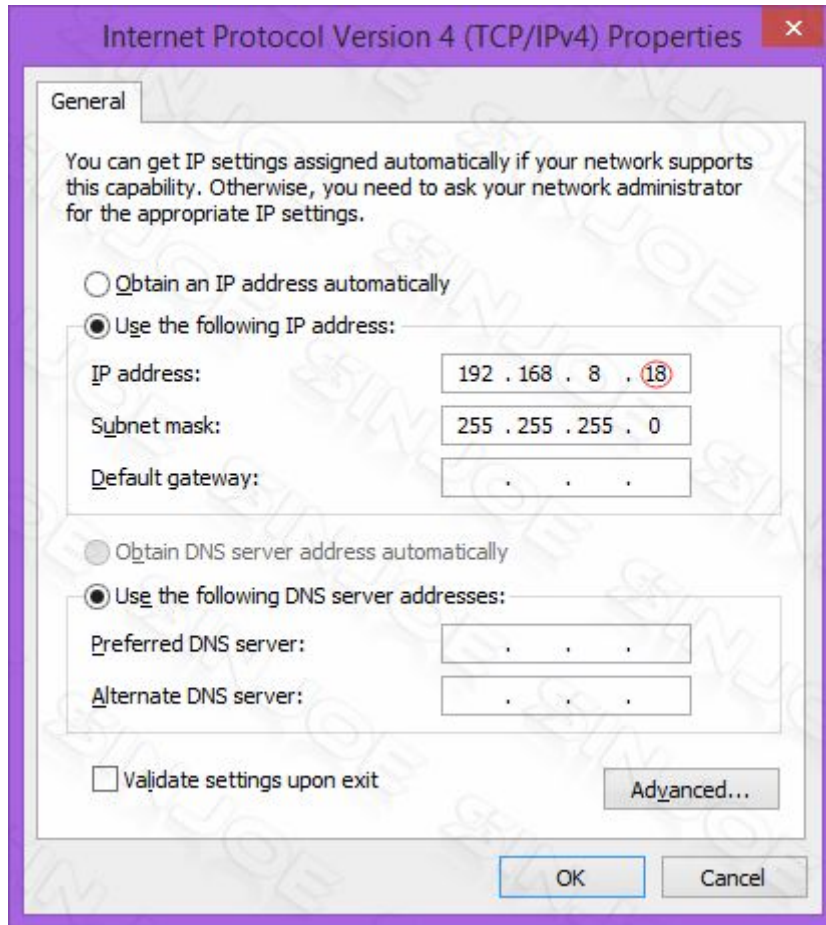 Internet Protocol Version 4 (TCP/IPv4) Properties
General
You can get IP settings assigned automatically if your network supports
this capability. Otherwise, you need to ask your network administrator
for the appropriate IP settings.
Obtain an IP address automatically
Use the following IP address:
IP address: 192 . 168 . 8 . 18
Subnet mask: 255 . 255 . 255 . 0
Default gateway: . . .
Obtain DNS server address automatically
Use the following DNS server addresses:
Preferred DNS server: . . .
Alternate DNS server: . . .
Validate settings upon exit
Advanced...
OK Cancel